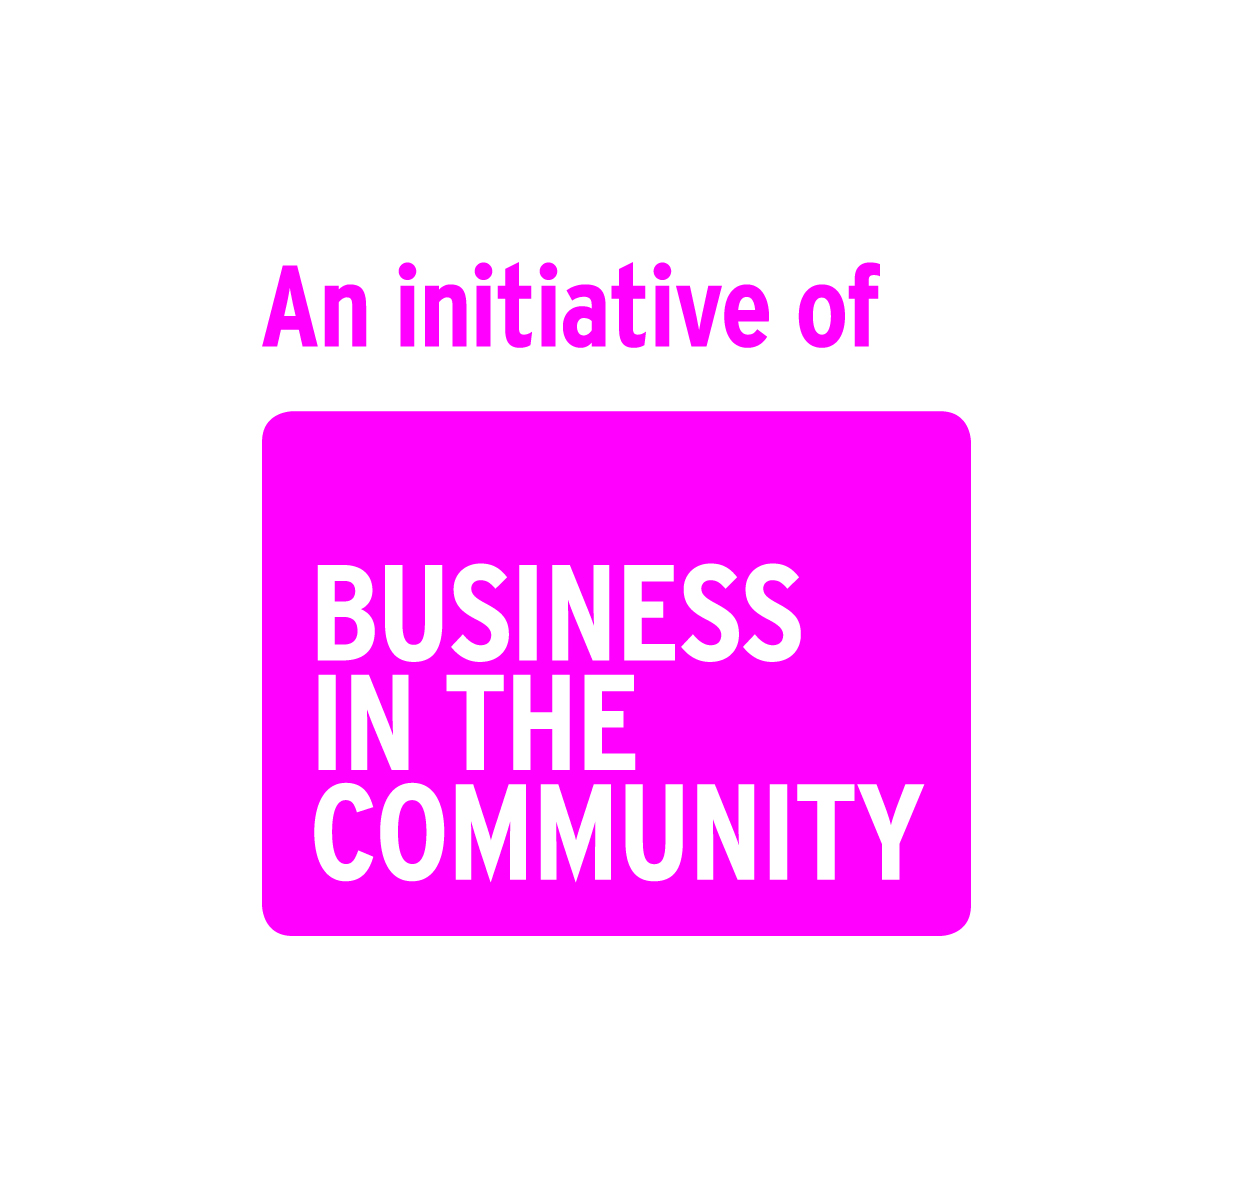 An initiative of
BUSINESS
IN THE
COMMUNITY